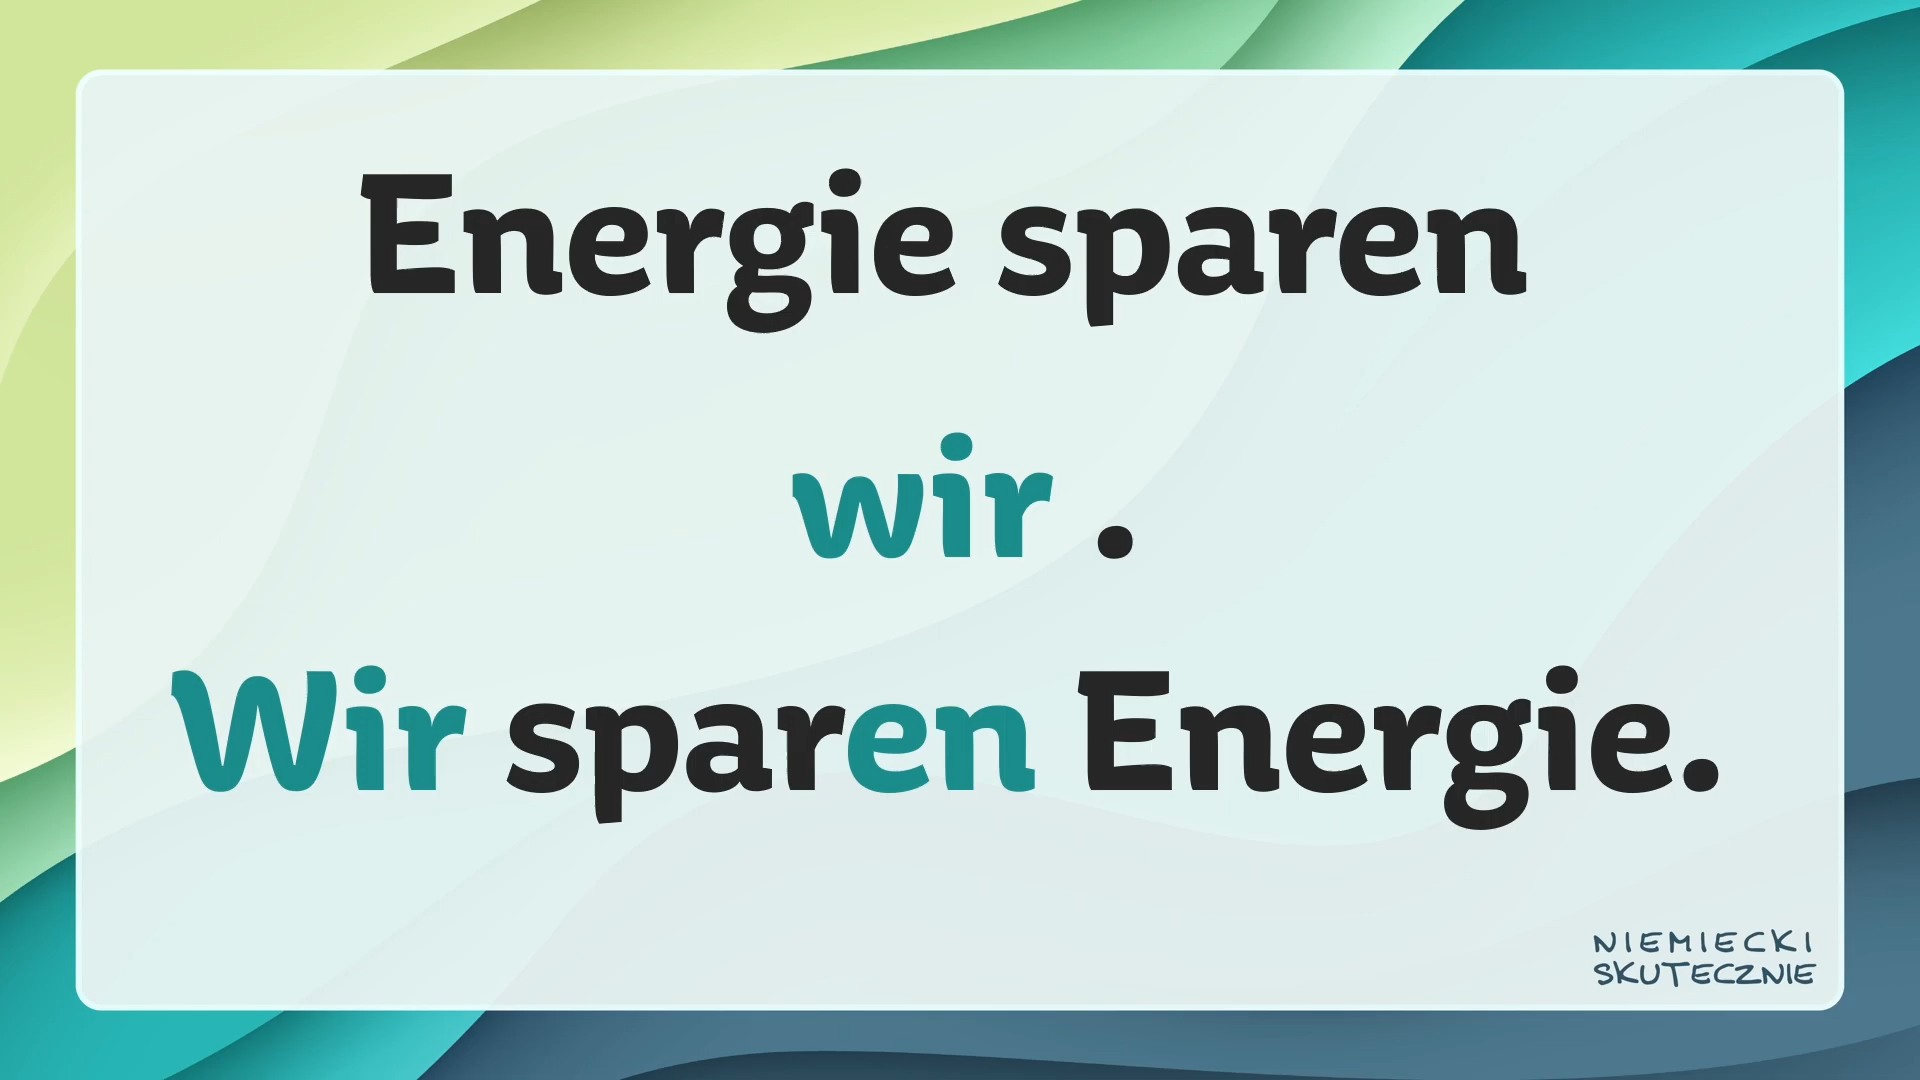 Energie sparen
wir .
Wir sparen Energie.
NIEMIECKI
SKUTECZNIE